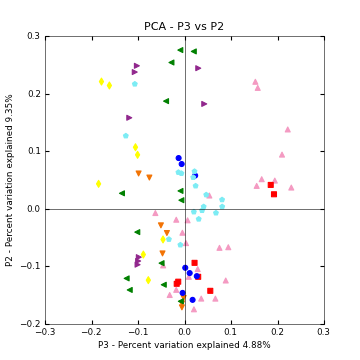 PCA - P3 vs P2
0.3
0.2
0.1
0.0
−0.1
−0.2
P2 - Percent variation explained 9.35%
−0.3 −0.2 −0.1 0.0 0.1 0.2 0.3
P3 - Percent variation explained 4.88%